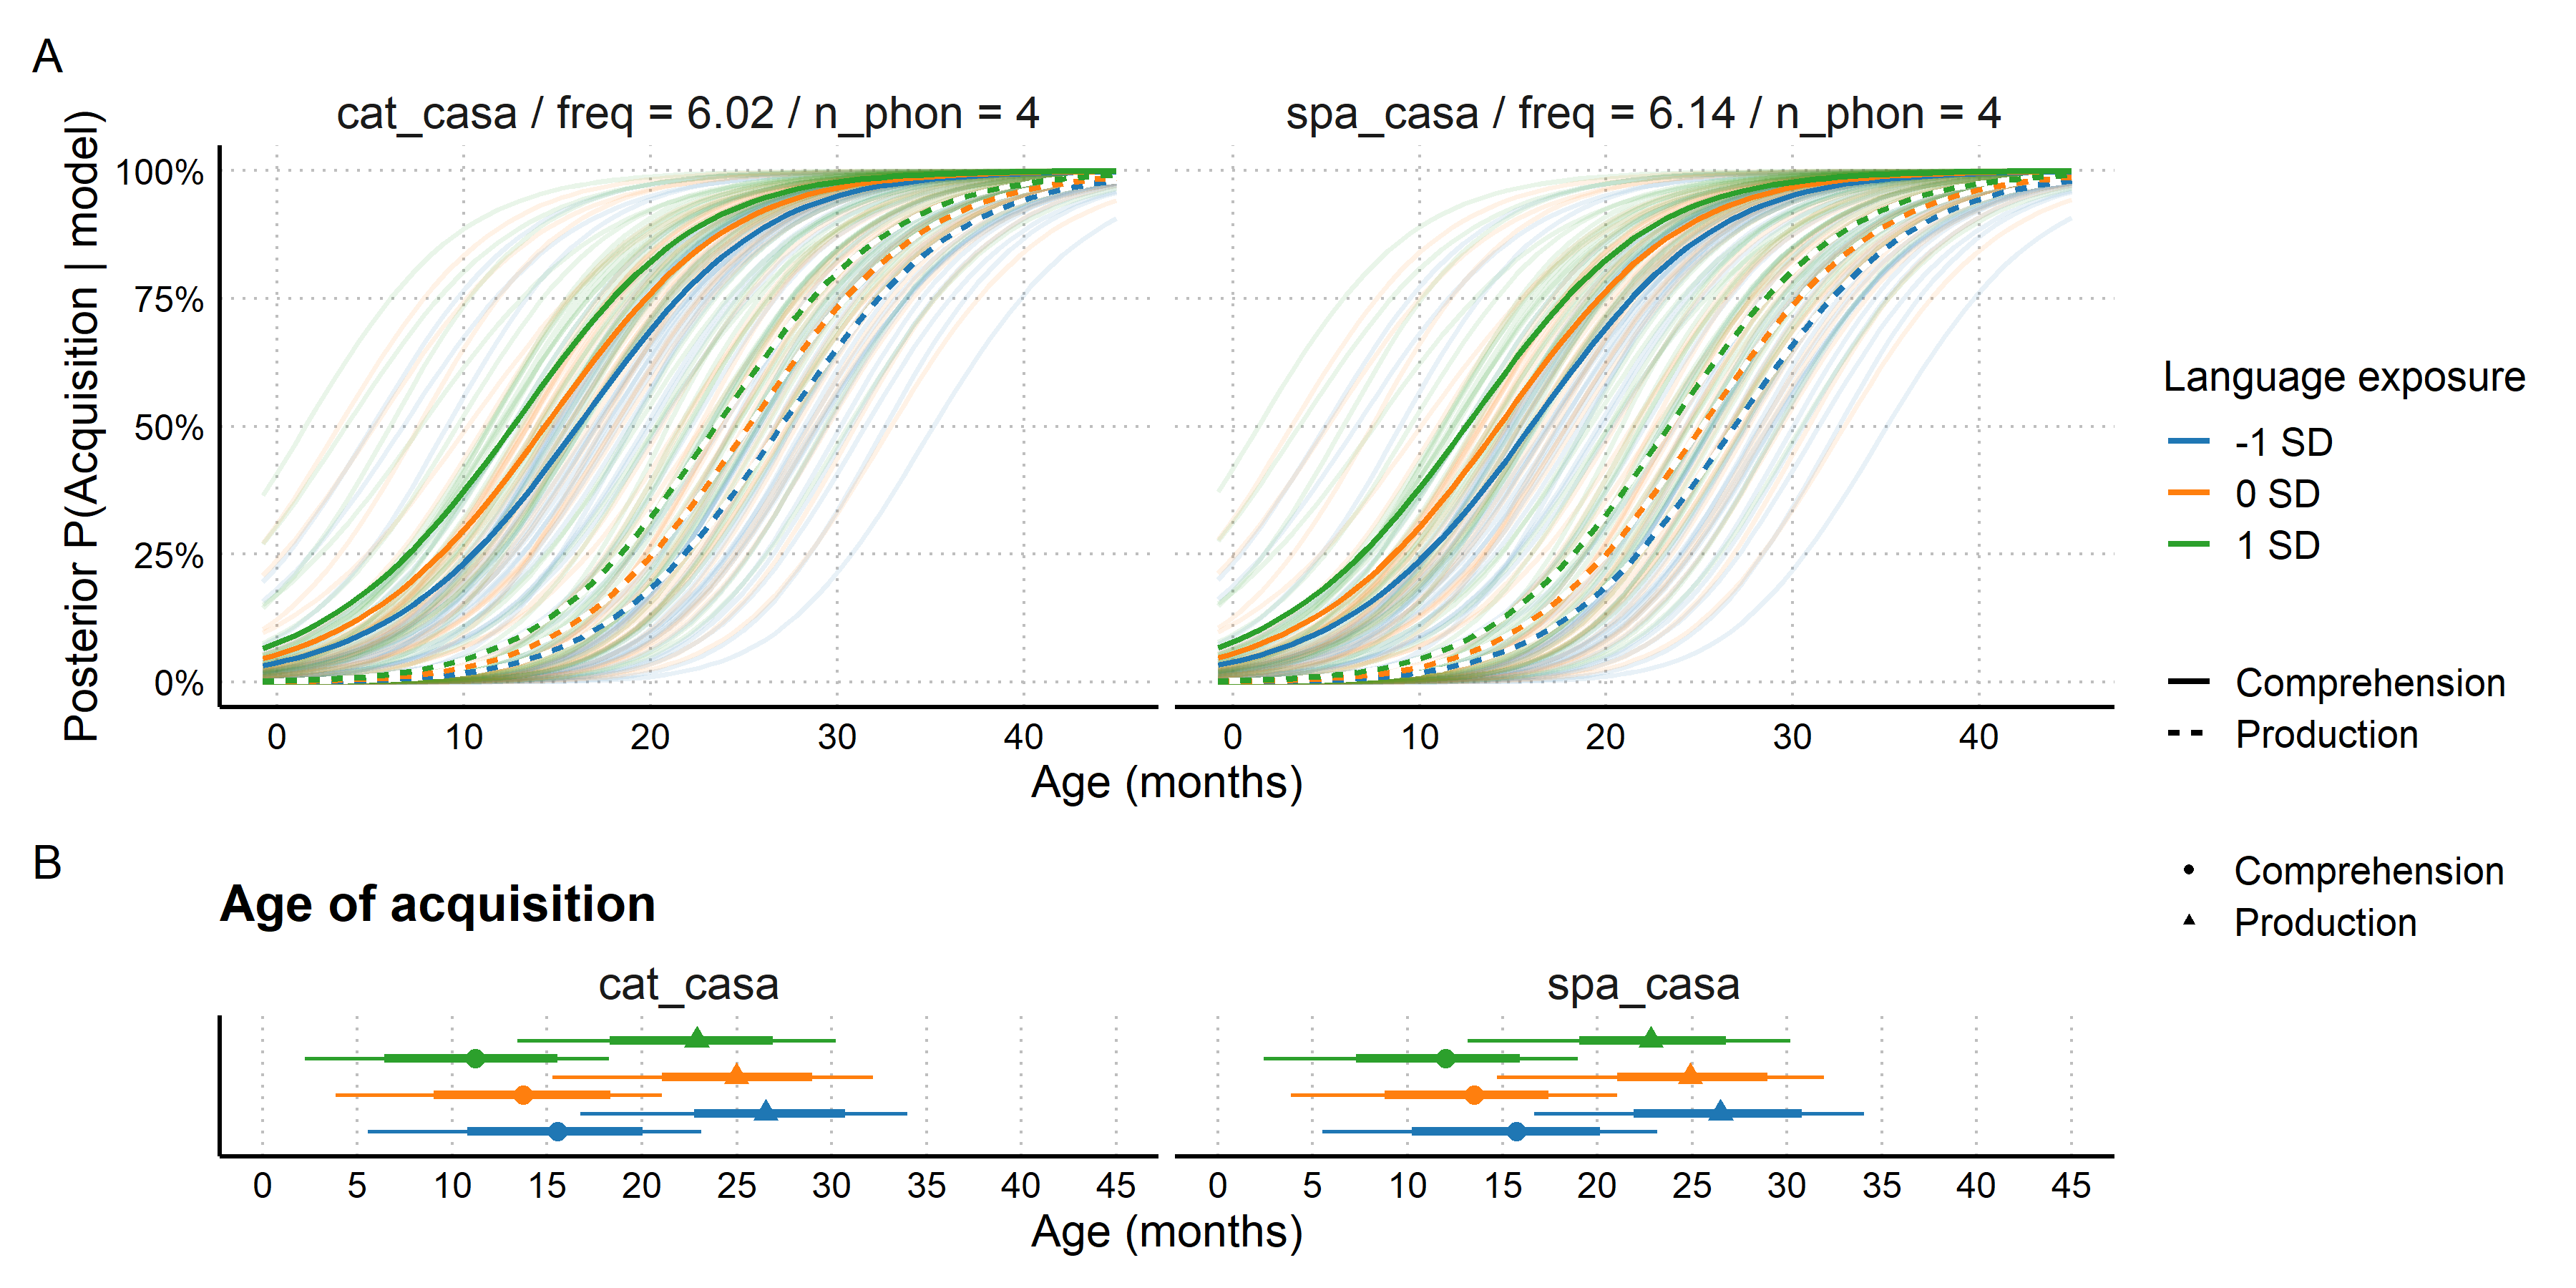 A
cat_casa / freq = 6.02 / n_phon = 4
spa_casa / freq = 6.14 / n_phon = 4
Posterior P(Acquisition | model)
100%
75%
50%
25%
0%
0 10 20 30 40
0 10 20 30 40
Age (months)
Language exposure
-1 SD
0 SD
1 SD
Comprehension
Production
Comprehension
Production
B
Age of acquisition
cat_casa
spa_casa
0 5 10 15 20 25 30 35 40 45
0 5 10 15 20 25 30 35 40 45
Age (months)